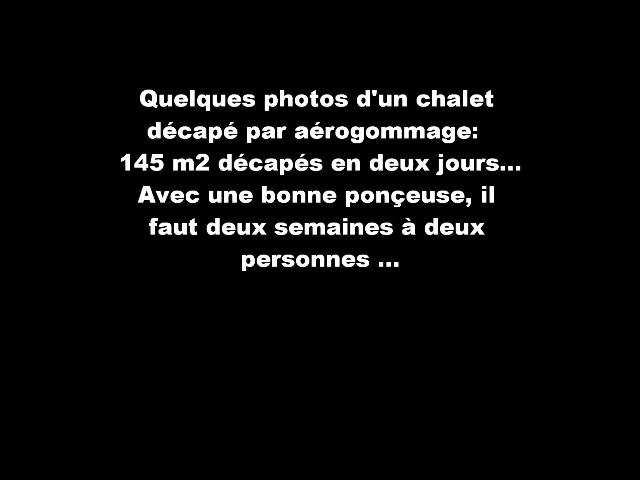 Quelques photos d'un chalet
décapé par aérogommage:
145 m2 décapés en deux jours...
Avec une bonne ponçeuse, il
faut deux semaines à deux
personnes ...